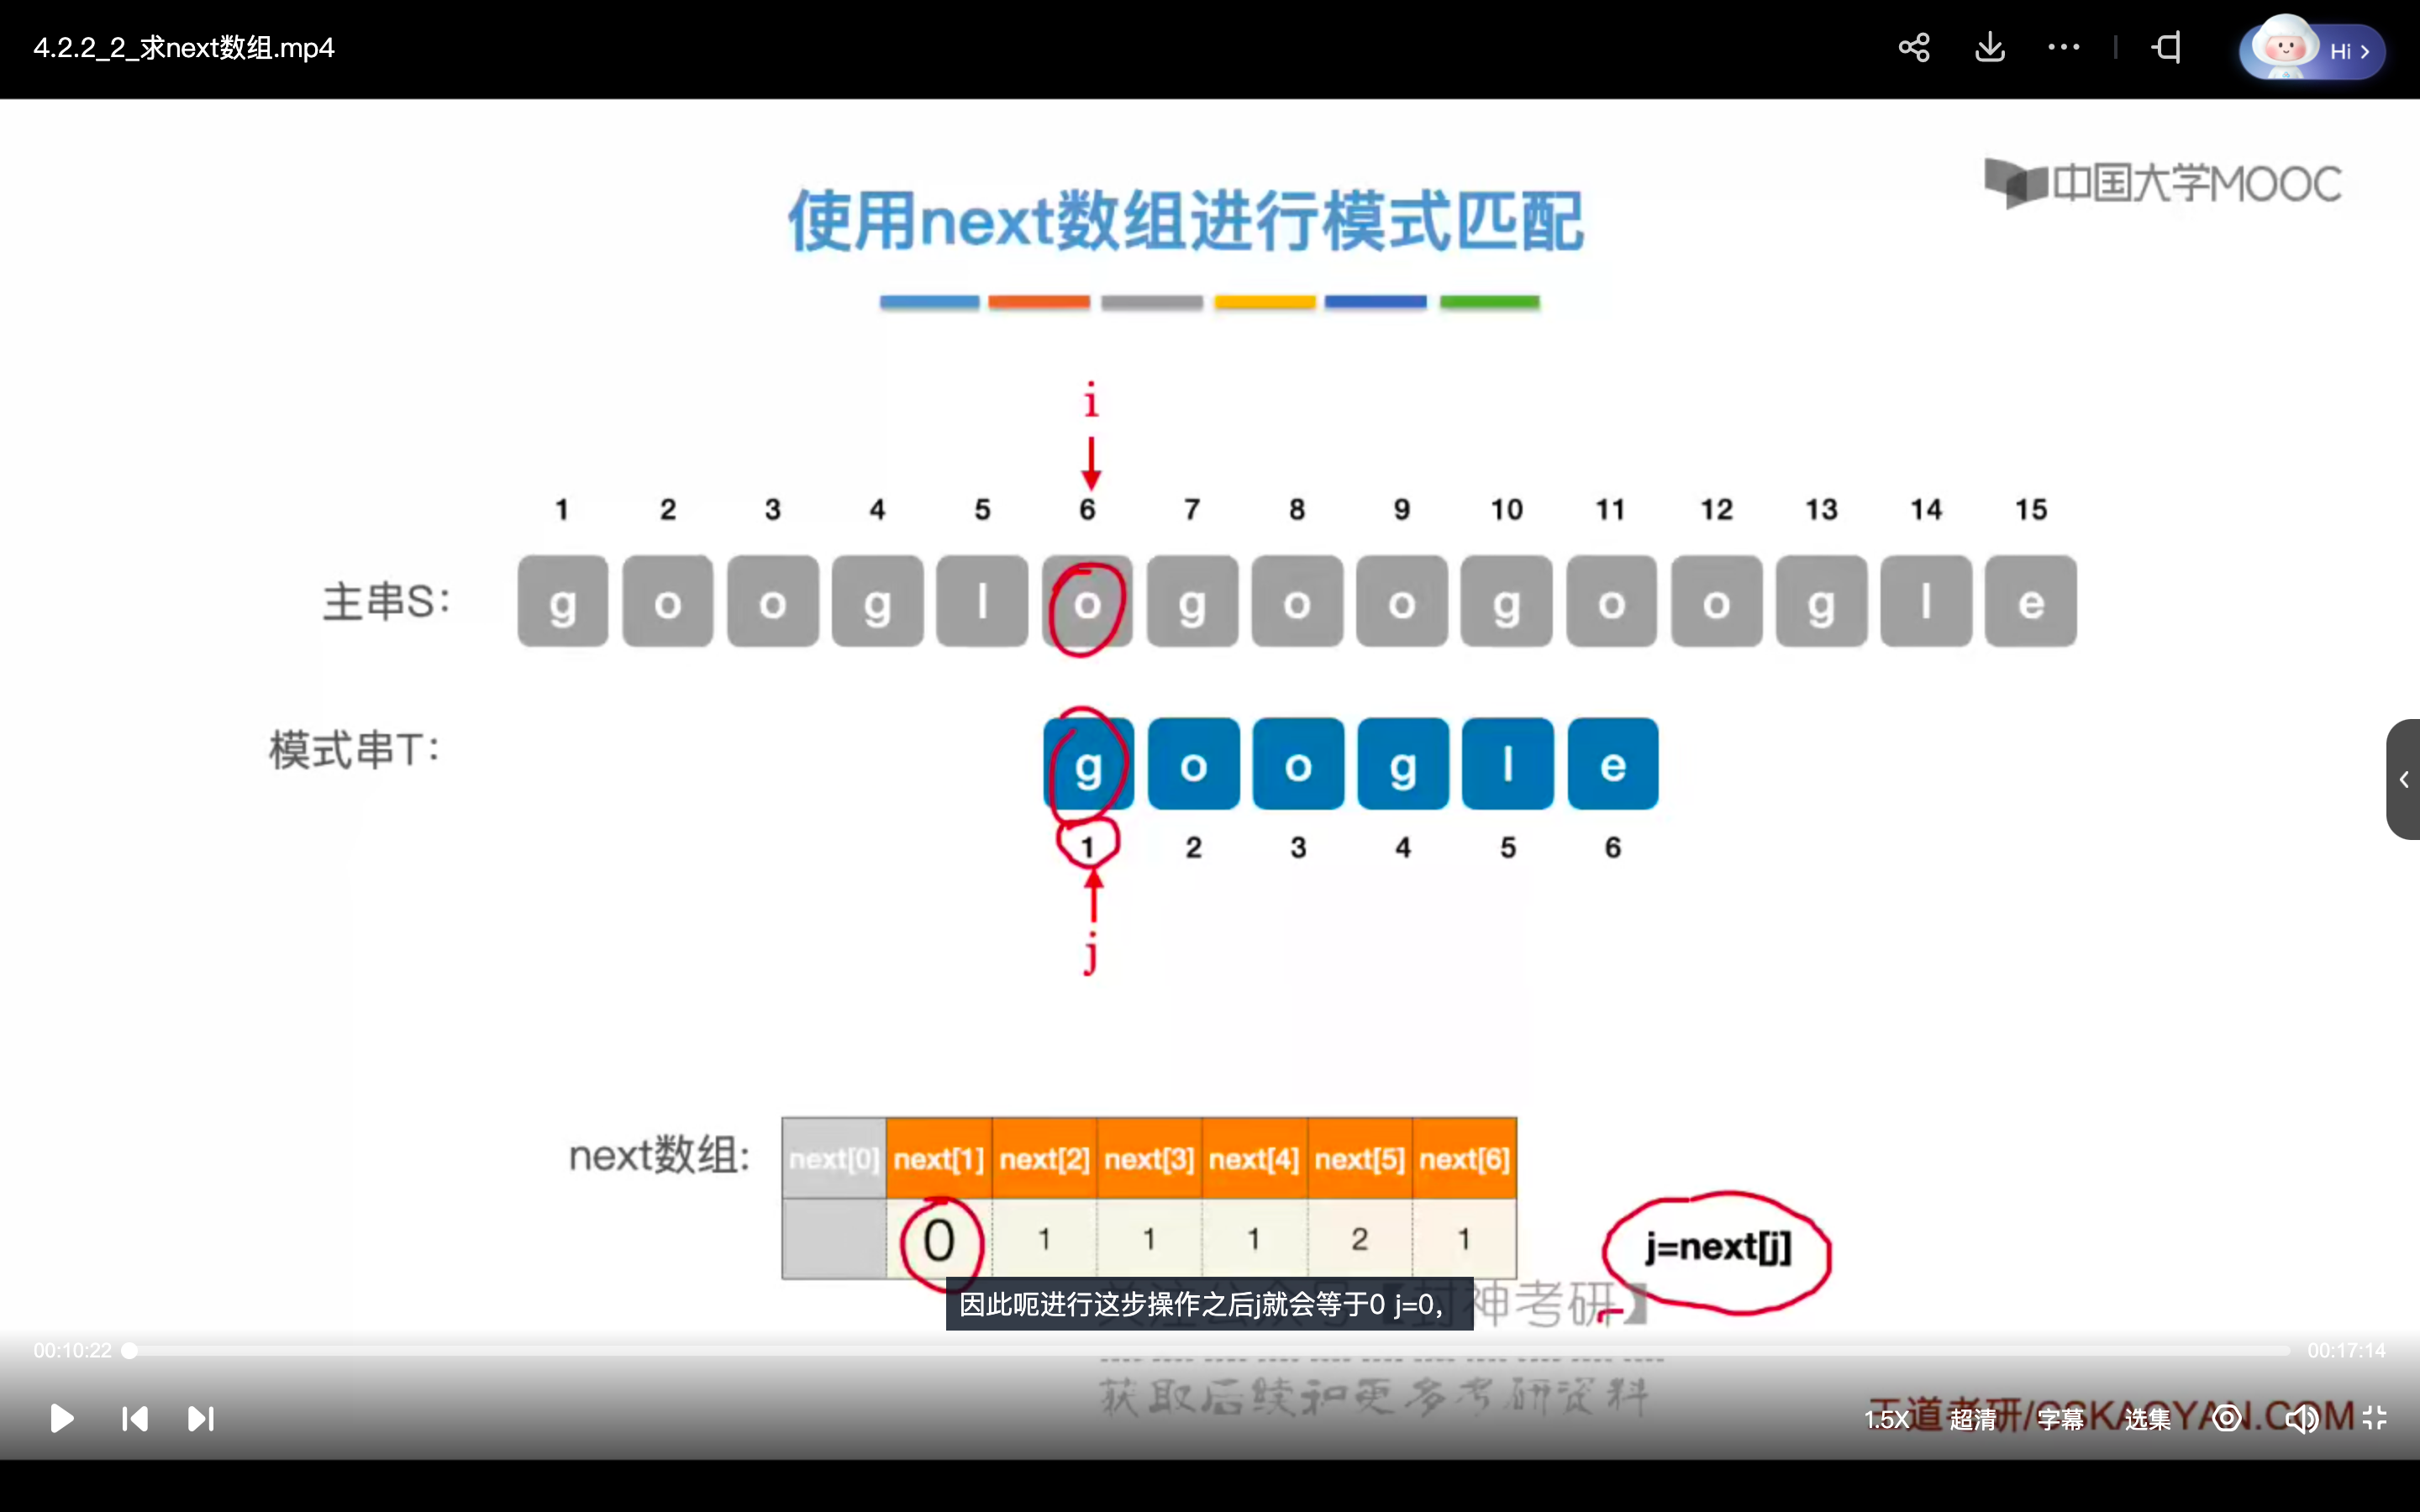 4.2.2_2_求next数组.mp4
Hi
中国大学MOOC
使用next数组进行模式匹配
i
1 2 3 4 5 6 7 8 9 10 11 12 13 14 15
主串S: g o o g l o g o o g o o g l e
模式串T: g o o g l e
1 2 3 4 5 6
j
next数组: next[0] next[1] next[2] next[3] next[4] next[5] next[6]
0 1 1 1 2 1
j=next[j]
因此呃进行这步操作之后j就会等于0 j=0,
神考研】
00:10:22 00:17:14
获取后续和更多考研资料
王道考研/CSKAOYAN.COM
1.5X 超清 字幕 选集